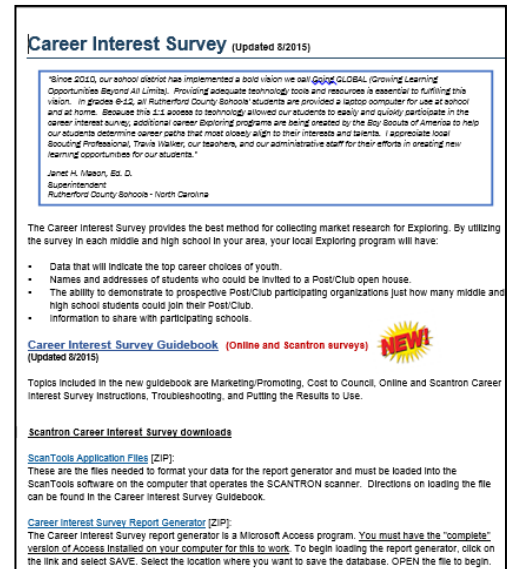 Career Interest Survey (Updated 8/2015)
"Since 2010, our school district has implemented a bold vision we call Going GLOBAL (Growing Learning
Opportunities Beyond All Limits). Providing adequate technology tools and resources is essential to fulfilling this
vision. In grades 6-12, all Rutherford County Schools' students are provided a laptop computer for use at school
and at home. Because this 1:1 access to technology allowed our students to easily and quickly participate in the
career interest survey, additional career Exploring programs are being created by the Boy Scouts of America to help
our students determine career paths that most closely align to their interests and talents. I appreciate local
Scouting Professional, Travis Walker, our teachers, and our administrative staff for their efforts in creating new
learning opportunities for our students."
Janet H. Mason, Ed. D.
Superintendent
Rutherford County Schools - North Carolina
The Career Interest Survey provides the best method for collecting market research for Exploring. By utilizing
the survey in each middle and high school in your area, your local Exploring program will have:
• Data that will indicate the top career choices of youth.
• Names and addresses of students who could be invited to a Post/Club open house.
• The ability to demonstrate to prospective Post/Club participating organizations just how many middle and
high school students could join their Post/Club.
• Information to share with participating schools.
Career Interest Survey Guidebook (Online and Scantron surveys) NEW!
(Updated 8/2015)
Topics included in the new guidebook are Marketing/Promoting, Cost to Council, Online and Scantron Career
Interest Survey Instructions, Troubleshooting, and Putting the Results to Use.
Scantron Career Interest Survey downloads
ScanTools Application Files [ZIP]:
These are the files needed to format your data for the report generator and must be loaded into the
ScanTools software on the computer that operates the SCANTRON scanner. Directions on loading the file
can be found in the Career Interest Survey Guidebook.
Career Interest Survey Report Generator [ZIP]:
The Career Interest Survey report generator is a Microsoft Access program. You must have the "complete"
version of Access installed on your computer for this to work. To begin loading the report generator, click on
the link and select SAVE. Select the location where you want to save the database. OPEN the file to begin.